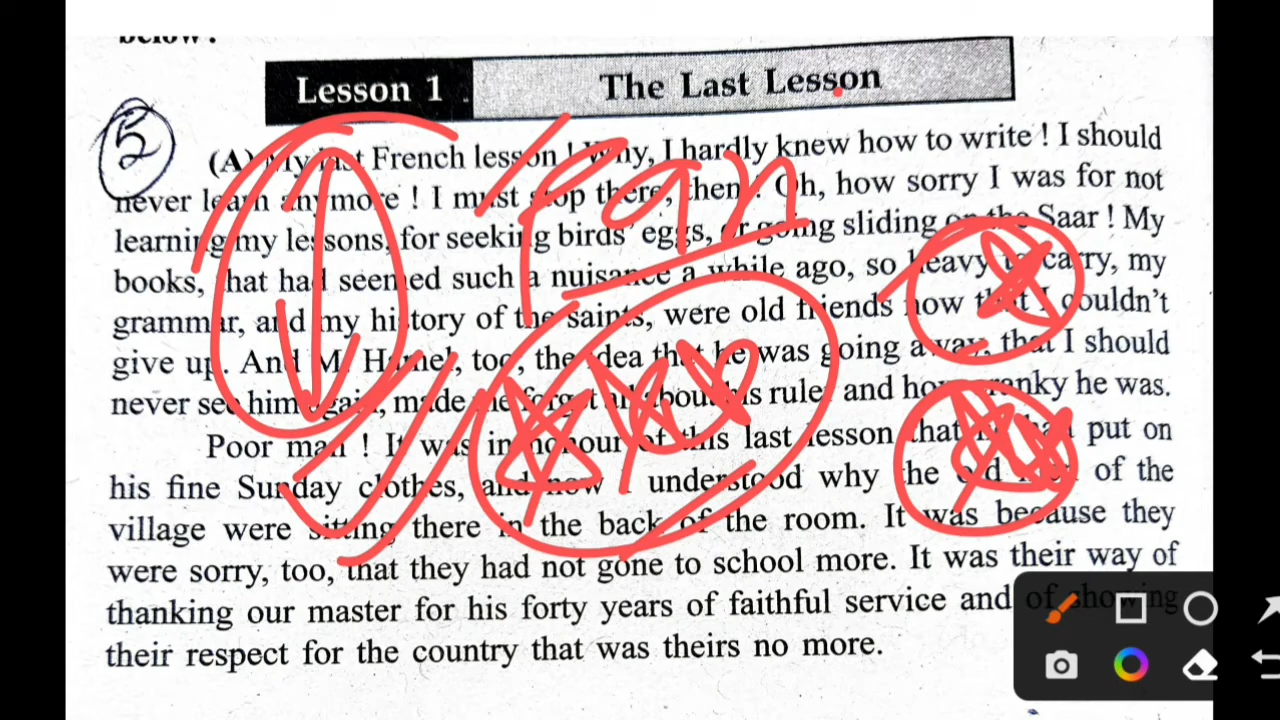 below :
Lesson 1 The Last Lesson
5
(A) My last French lesson ! Why, I hardly knew how to write ! I should
never learn anymore ! I must stop there, then ! Oh, how sorry I was for not
learning my lessons, for seeking birds' eggs, or going sliding on the Saar ! My
books, that had seemed such a nuisance a while ago, so heavy to carry, my
grammar, and my history of the saints, were old friends now that I couldn't
give up. And M. Hamel, too, the idea that he was going away, that I should
never see him again, made me forget all about his ruler and how cranky he was.
Poor man ! It was in honour of this last lesson that he had put on
his fine Sunday clothes, and now I understood why the old men of the
village were sitting there in the back of the room. It was because they
were sorry, too, that they had not gone to school more. It was their way of
thanking our master for his forty years of faithful service and of showing
their respect for the country that was theirs no more.